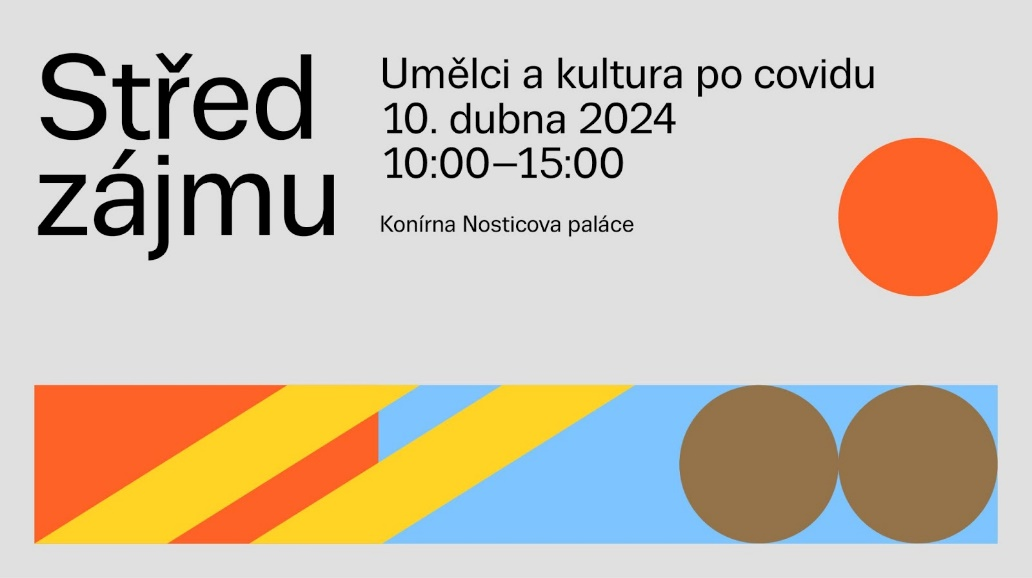 Střed
zájmu
Umělci a kultura po covidu
10. dubna 2024
10:00–15:00
Konírna Nosticova paláce